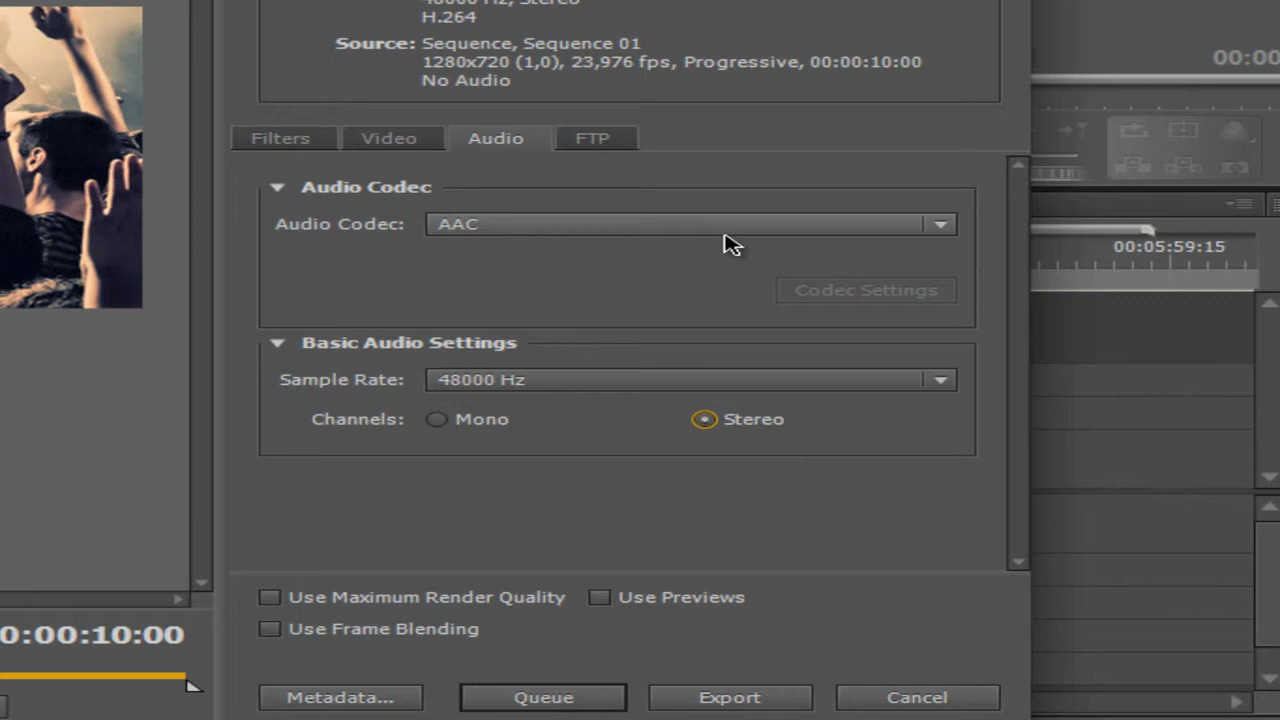 48000 Hz, Stereo
H.264
Source: Sequence, Sequence 01
1280x720 (1,0), 23,976 fps, Progressive, 00:00:10:00
No Audio
00:00
Filters Video Audio FTP
Audio Codec
Audio Codec: AAC
00:05:59:15
Codec Settings
Basic Audio Settings
Sample Rate: 48000 Hz
Channels: Mono Stereo
Use Maximum Render Quality Use Previews
Use Frame Blending
0:00:10:00
Metadata... Queue Export Cancel